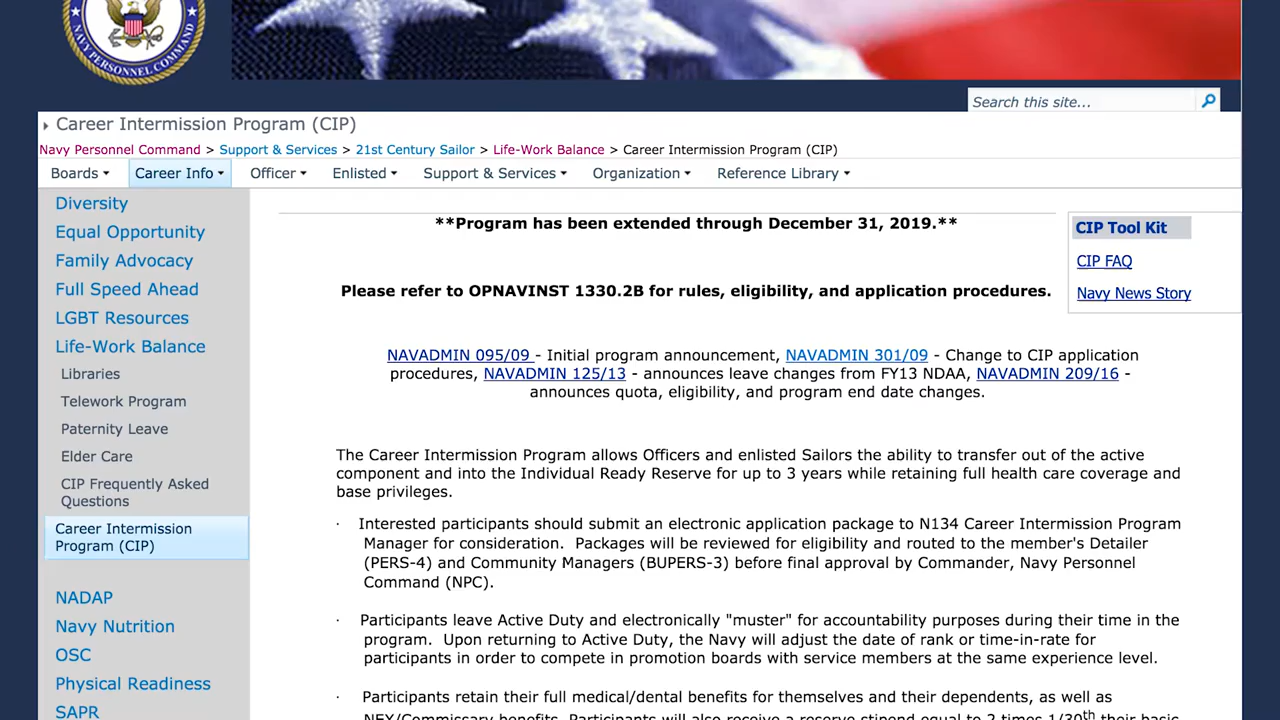 NAVY PERSONNEL COMMAND
Search this site...
Career Intermission Program (CIP)
Navy Personnel Command > Support & Services > 21st Century Sailor > Life-Work Balance > Career Intermission Program (CIP)
Boards Career Info Officer Enlisted Support & Services Organization Reference Library
Diversity
Equal Opportunity
Family Advocacy
Full Speed Ahead
LGBT Resources
Life-Work Balance
Libraries
Telework Program
Paternity Leave
Elder Care
CIP Frequently Asked
Questions
Career Intermission
Program (CIP)
NADAP
Navy Nutrition
OSC
Physical Readiness
SAPR
**Program has been extended through December 31, 2019.**
Please refer to OPNAVINST 1330.2B for rules, eligibility, and application procedures.
NAVADMIN 095/09 - Initial program announcement, NAVADMIN 301/09 - Change to CIP application
procedures, NAVADMIN 125/13 - announces leave changes from FY13 NDAA, NAVADMIN 209/16 -
announces quota, eligibility, and program end date changes.
The Career Intermission Program allows Officers and enlisted Sailors the ability to transfer out of the active
component and into the Individual Ready Reserve for up to 3 years while retaining full health care coverage and
base privileges.
· Interested participants should submit an electronic application package to N134 Career Intermission Program
Manager for consideration. Packages will be reviewed for eligibility and routed to the member's Detailer
(PERS-4) and Community Managers (BUPERS-3) before final approval by Commander, Navy Personnel
Command (NPC).
· Participants leave Active Duty and electronically "muster" for accountability purposes during their time in the
program. Upon returning to Active Duty, the Navy will adjust the date of rank or time-in-rate for
participants in order to compete in promotion boards with service members at the same experience level.
· Participants retain their full medical/dental benefits for themselves and their dependents, as well as
NEX/Commissary benefits. Participants will also receive a reserve stipend equal to 2 times 1/30th their basic
CIP Tool Kit
CIP FAQ
Navy News Story